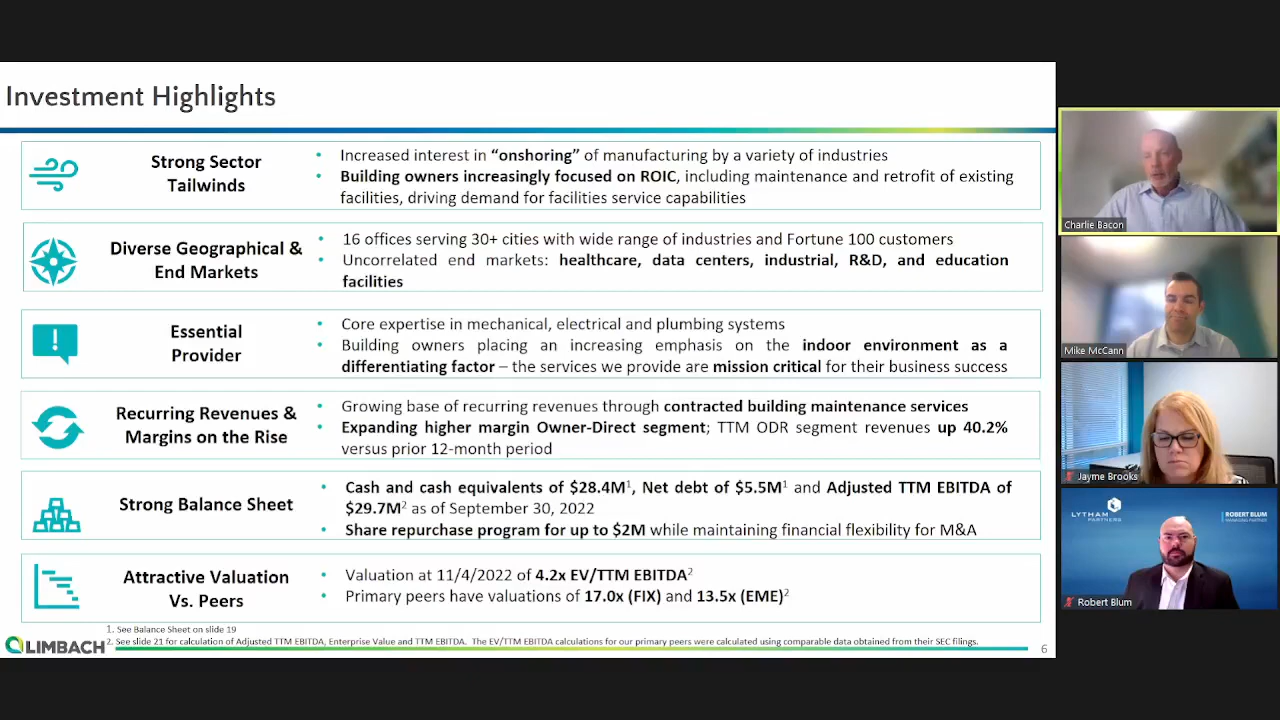 Investment Highlights
Strong Sector
Tailwinds
• Increased interest in “onshoring” of manufacturing by a variety of industries
• Building owners increasingly focused on ROIC, including maintenance and retrofit of existing
facilities, driving demand for facilities service capabilities
Diverse Geographical &
End Markets
• 16 offices serving 30+ cities with wide range of industries and Fortune 100 customers
• Uncorrelated end markets: healthcare, data centers, industrial, R&D, and education
facilities
Essential
Provider
• Core expertise in mechanical, electrical and plumbing systems
• Building owners placing an increasing emphasis on the indoor environment as a
differentiating factor – the services we provide are mission critical for their business success
Recurring Revenues &
Margins on the Rise
• Growing base of recurring revenues through contracted building maintenance services
• Expanding higher margin Owner-Direct segment; TTM ODR segment revenues up 40.2%
versus prior 12-month period
Strong Balance Sheet
• Cash and cash equivalents of $28.4M¹, Net debt of $5.5M¹ and Adjusted TTM EBITDA of
$29.7M² as of September 30, 2022
• Share repurchase program for up to $2M while maintaining financial flexibility for M&A
Attractive Valuation
Vs. Peers
• Valuation at 11/4/2022 of 4.2x EV/TTM EBITDA²
• Primary peers have valuations of 17.0x (FIX) and 13.5x (EME)²
1. See Balance Sheet on slide 19
2. See slide 21 for calculation of Adjusted TTM EBITDA, Enterprise Value and TTM EBITDA. The EV/TTM EBITDA calculations for our primary peers were calculated using comparable data obtained from their SEC filings.
LIMBACH
6
Charlie Bacon
Mike McCann
Jayme Brooks
LYTHAM
PARTNERS
ROBERT BLUM
MANAGING PARTNER
Robert Blum